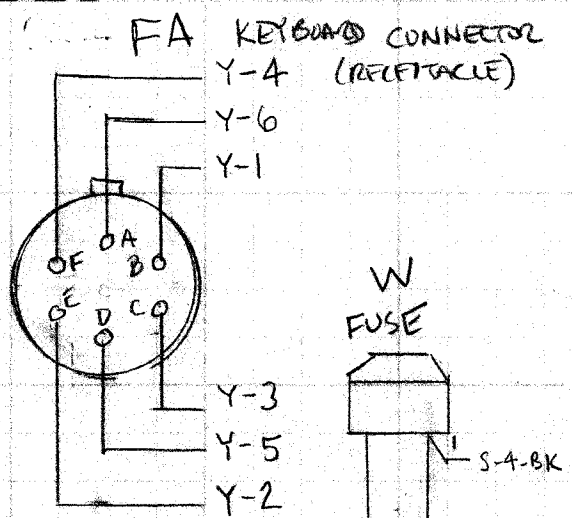 FA KEYBOARD CONNECTOR
(RECEPTACLE)
Y-4
Y-6
Y-1
A
F
B
E
D
C
W
FUSE
Y-3
Y-5
Y-2
1
S-4-BK